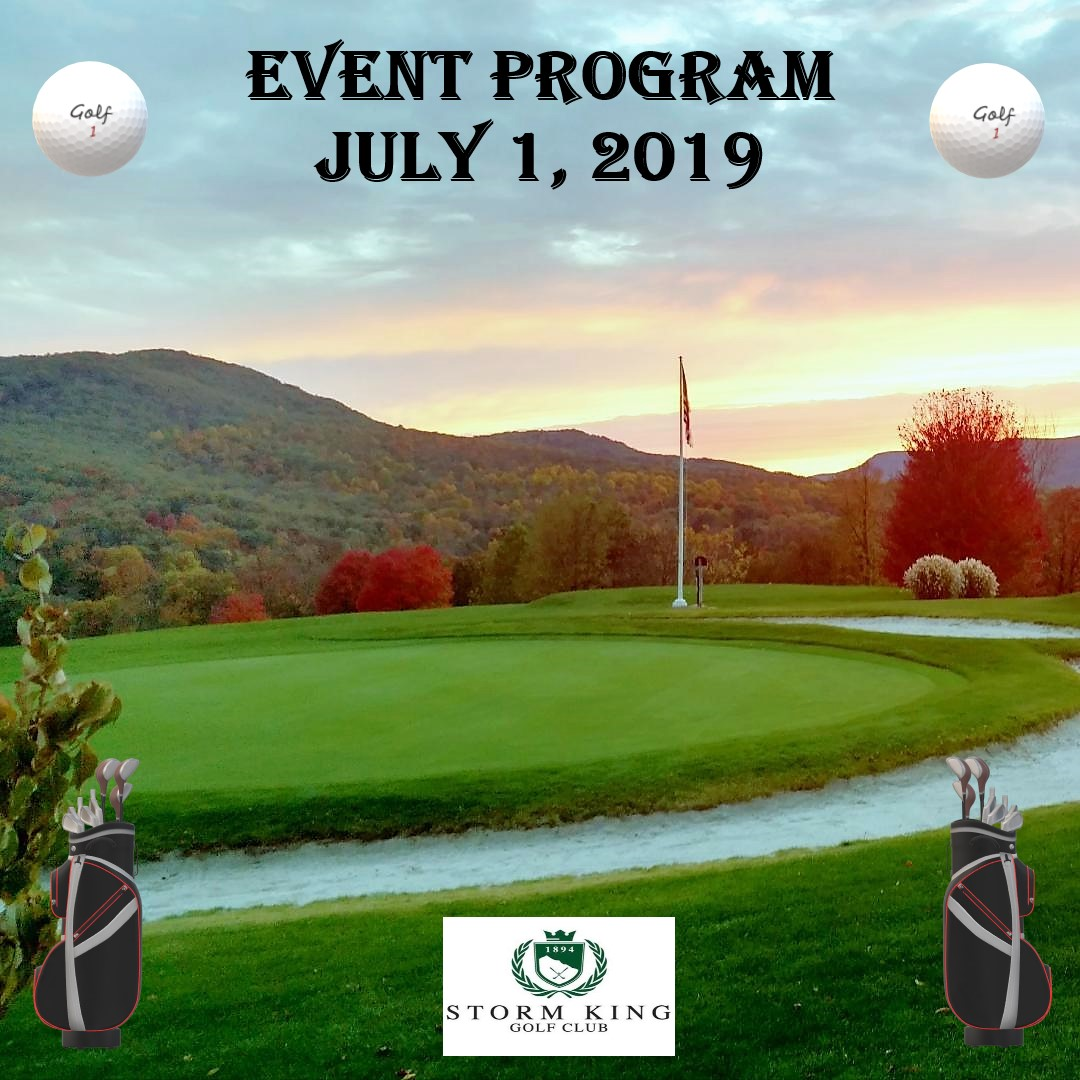 EVENT PROGRAM
JULY 1, 2019
Golf
1
Golf
1
1894
STORM KING
GOLF CLUB